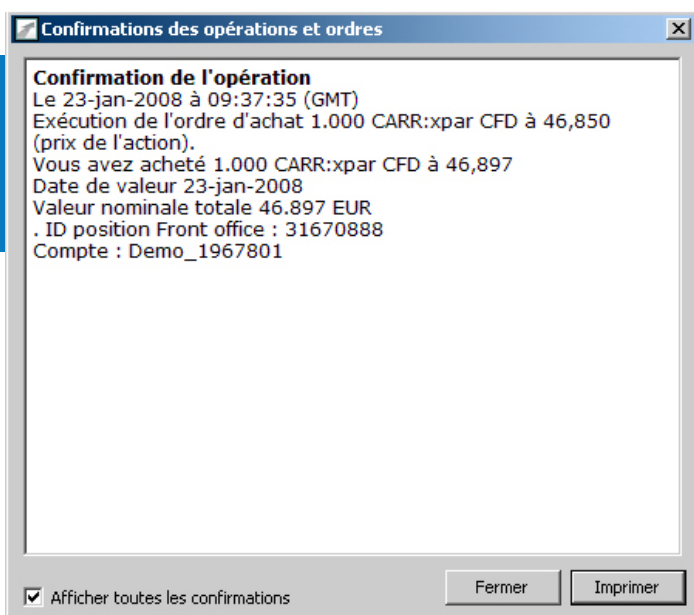 Confirmations des opérations et ordres
Confirmation de l'opération
Le 23-jan-2008 à 09:37:35 (GMT)
Exécution de l'ordre d'achat 1.000 CARR:xpar CFD à 46,850
(prix de l'action).
Vous avez acheté 1.000 CARR:xpar CFD à 46,897
Date de valeur 23-jan-2008
Valeur nominale totale 46.897 EUR
. ID position Front office : 31670888
Compte : Demo_1967801
Afficher toutes les confirmations
Fermer
Imprimer